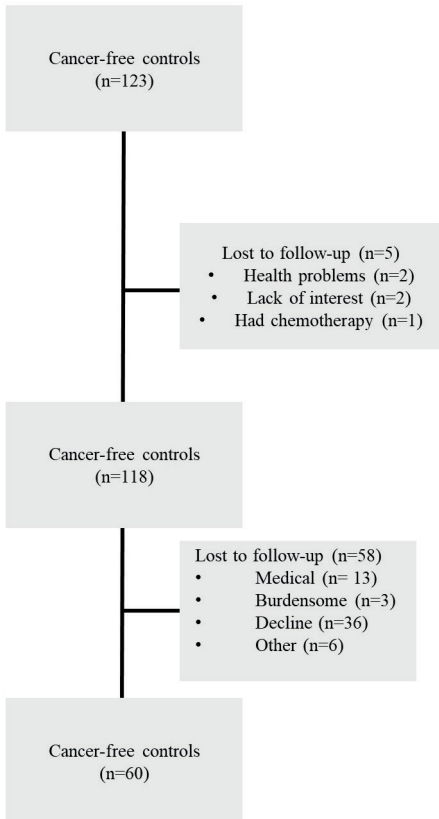 Cancer-free controls
(n=123)
Lost to follow-up (n=5)
• Health problems (n=2)
• Lack of interest (n=2)
• Had chemotherapy (n=1)
Cancer-free controls
(n=118)
Lost to follow-up (n=58)
• Medical (n= 13)
• Burdensome (n=3)
• Decline (n=36)
• Other (n=6)
Cancer-free controls
(n=60)